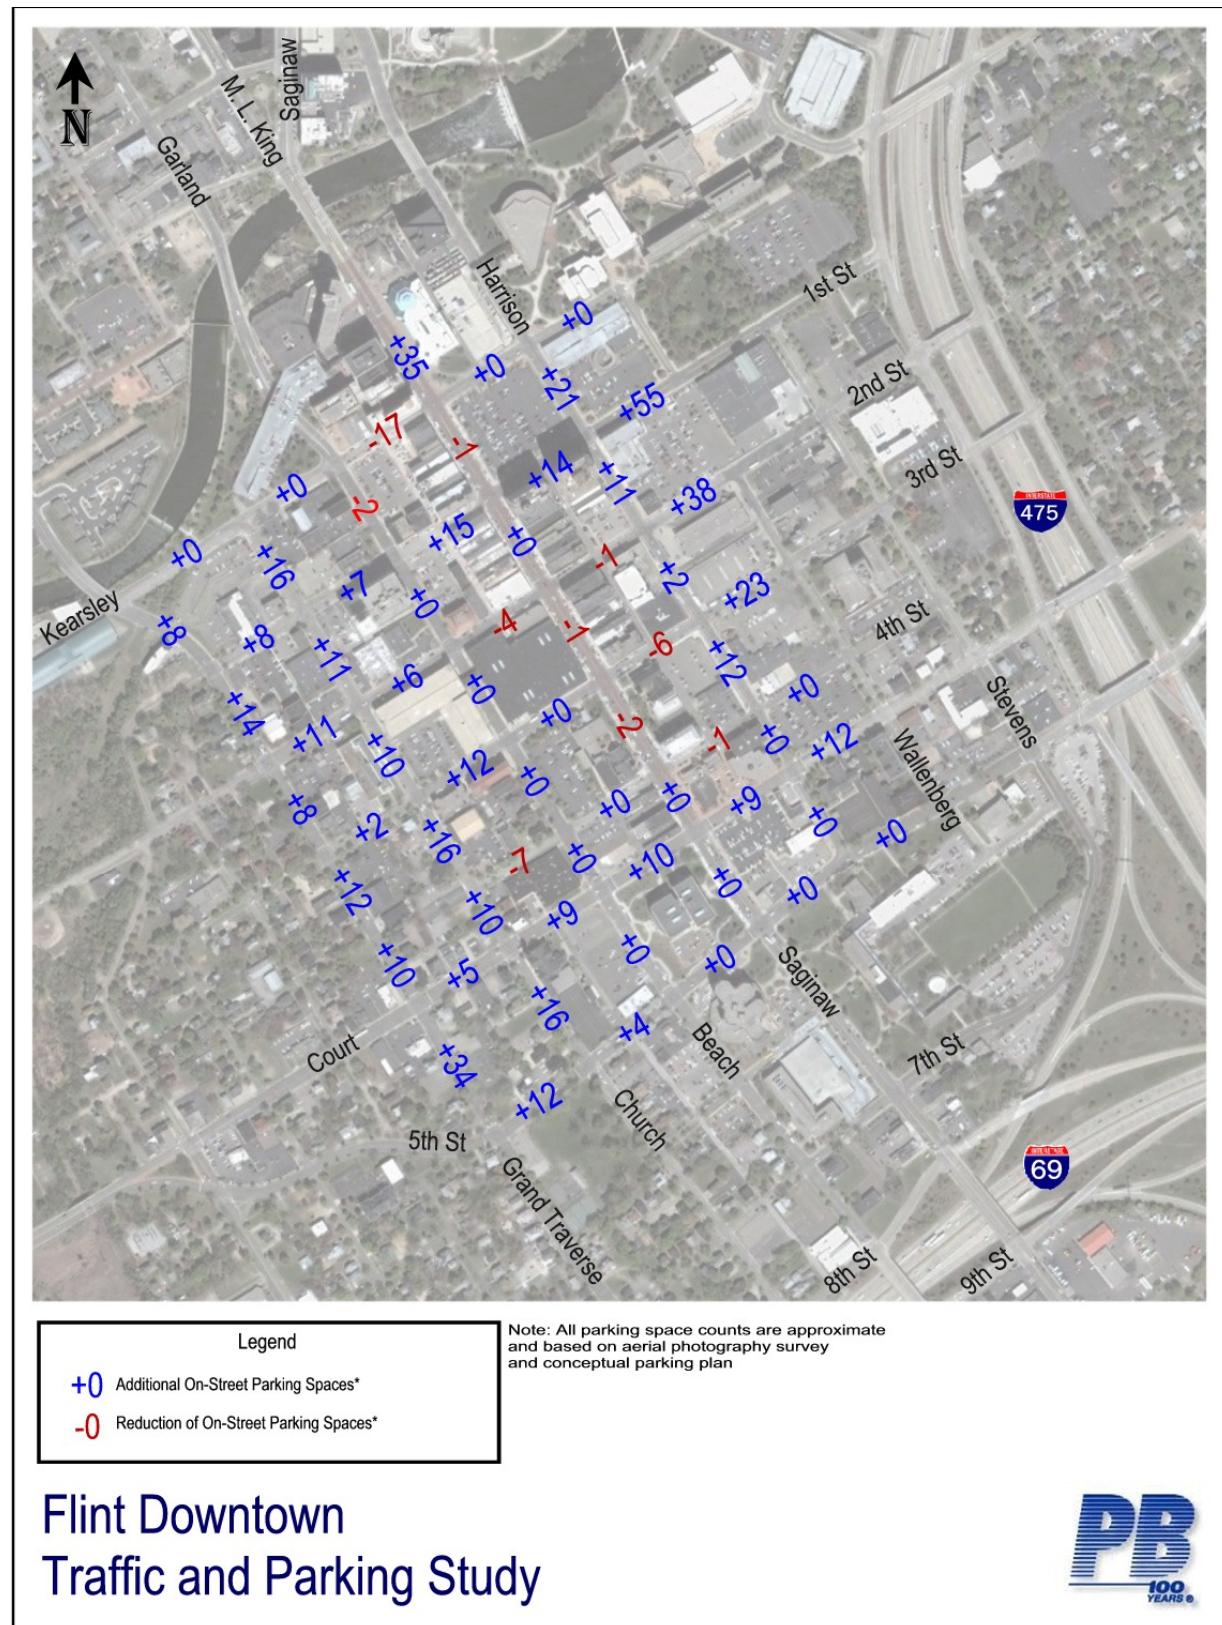 N
Garland
M. L. King
Saginaw
Harrison
1st St
2nd St
3rd St
INTERSTATE
475
4th St
Stevens
Wallenberg
Kearsley
+0
+35
+0
+21
+55
-17
-1
+14
+11
+38
+0
-2
+15
+0
-1
+2
+23
+0
+16
+7
+0
-4
-1
-6
+12
+0
+8
+8
+11
+6
+0
+0
-2
-1
+0
+12
+14
+11
+10
+12
+0
+0
+0
+9
+0
+0
+8
+2
+16
-7
+0
+10
+0
+0
+12
+10
+9
+0
+0
+10
+5
+16
+4
+34
+12
Saginaw
Beach
7th St
Court
Church
5th St
Grand Traverse
69
8th St
9th St
Legend
+0 Additional On-Street Parking Spaces*
-0 Reduction of On-Street Parking Spaces*
Note: All parking space counts are approximate
and based on aerial photography survey
and conceptual parking plan
Flint Downtown
Traffic and Parking Study
PB
100
YEARS